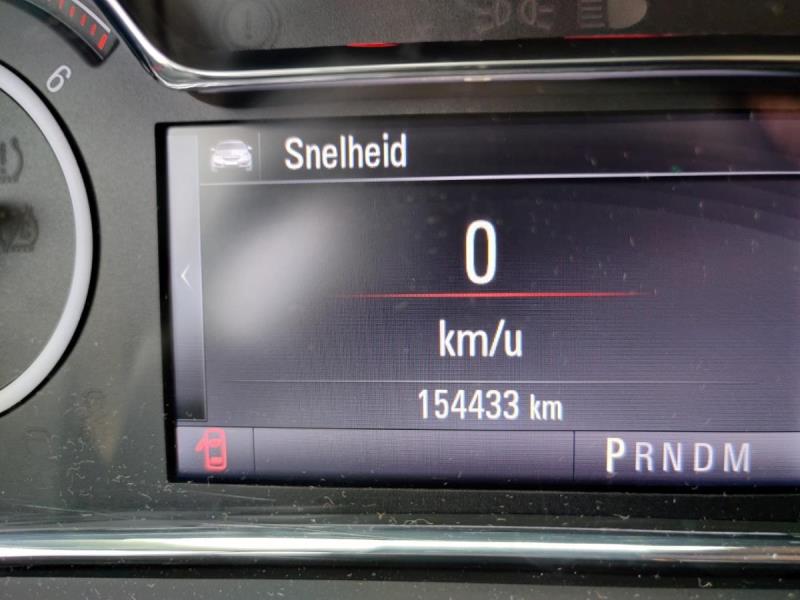 6
Snelheid
0
km/u
154433 km
PRNDM